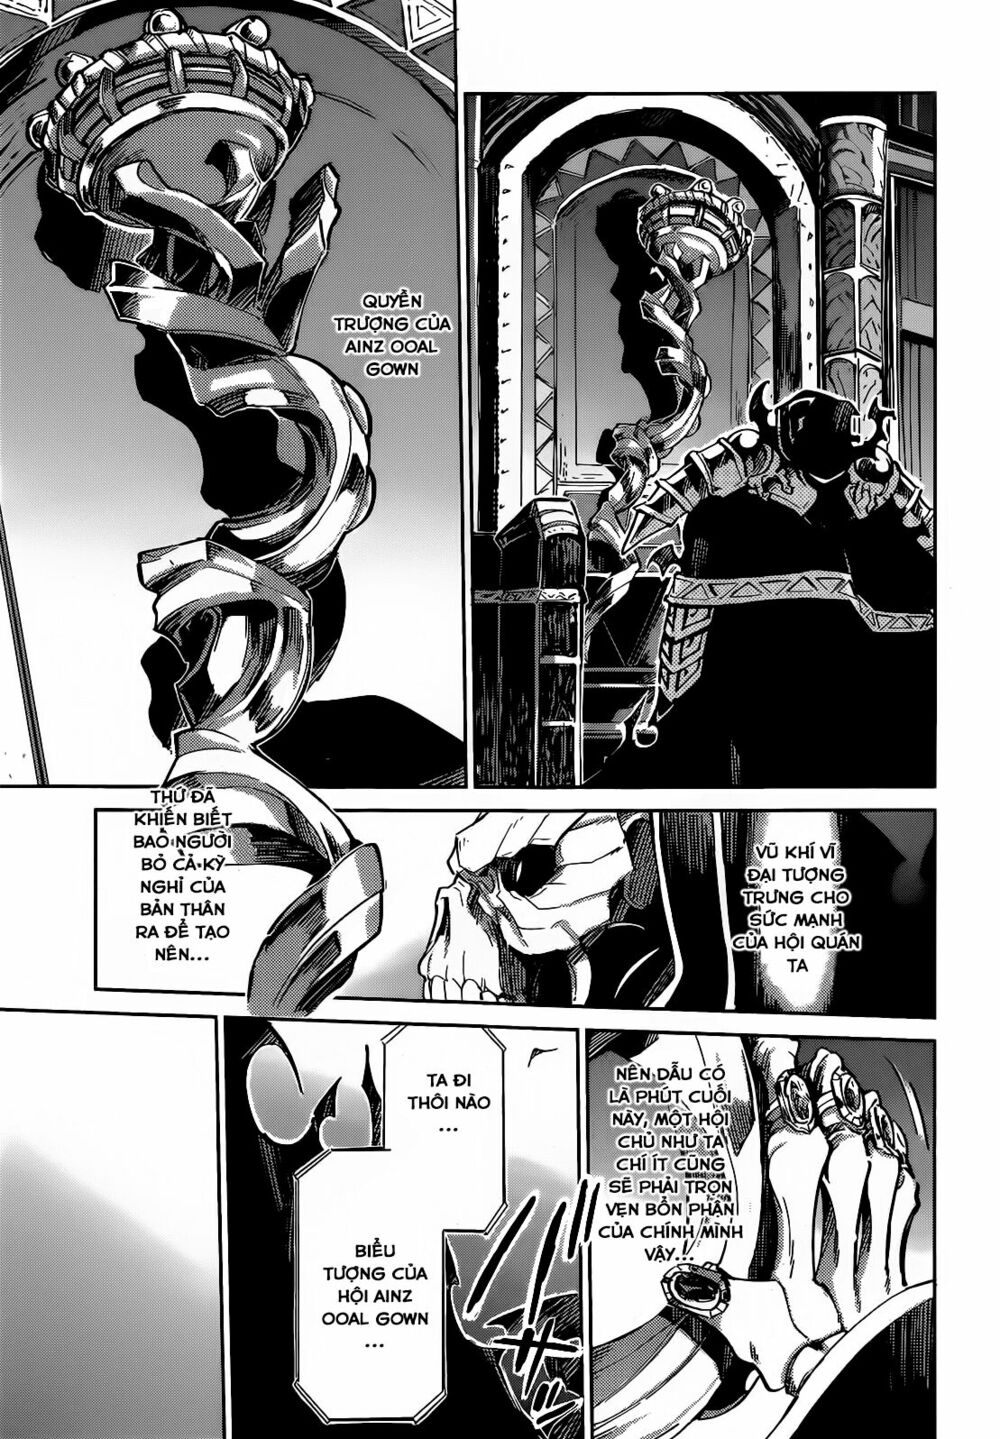 QUYỀN
TRƯỢNG CỦA
AINZ OOAL
GOWN
VŨ KHÍ VĨ
ĐẠI TƯỢNG
TRƯNG CHO
SỨC MẠNH
CỦA HỘI QUÁN
TA
THỨ ĐÃ
KHIẾN BIẾT
BAO NGƯỜI
BỎ CẢ KỲ
NGHỈ CỦA
BẢN THÂN
RA ĐỂ TẠO
NÊN...
NÊN DẪU CÓ
LÀ PHÚT CUỐI
NÀY, MỘT HỘI
CHỦ NHƯ TA
CHÍ ÍT CŨNG
SẼ PHẢI TRỌN
VẸN BỔN PHẬN
CỦA CHÍNH MÌNH
VẬY...
TA ĐI
THÔI NÀO
...
BIỂU
TƯỢNG CỦA
HỘI AINZ
OOAL GOWN
...